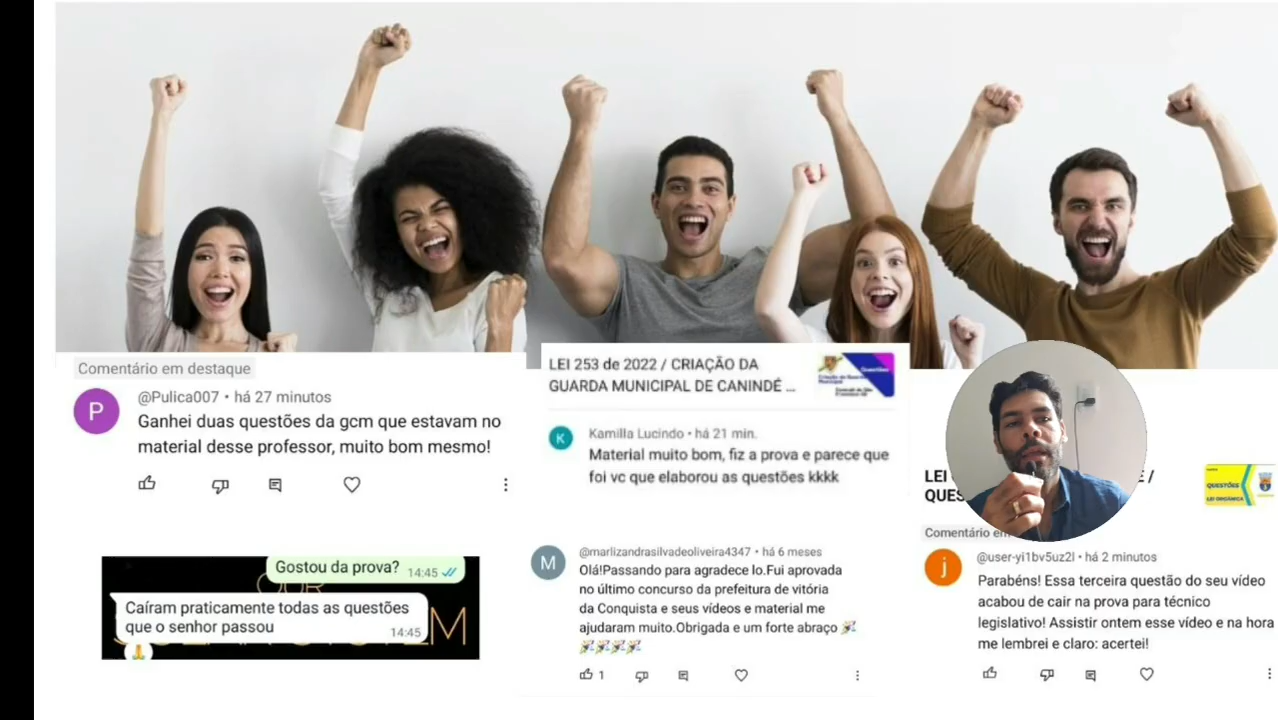 Comentário em destaque
P
@Pulica007 • há 27 minutos
Ganhei duas questões da gcm que estavam no
material desse professor, muito bom mesmo!
Gostou da prova? 14:45
Caíram praticamente todas as questões
que o senhor passou
14:45
LEI 253 de 2022 / CRIAÇÃO DA
GUARDA MUNICIPAL DE CANINDÉ ...
Questões
K
Kamilla Lucindo • há 21 min.
Material muito bom, fiz a prova e parece que
foi vc que elaborou as questões kkkk
M
@marlizandrasilvadeoliveira4347 • há 6 meses
Olá!Passando para agradece lo.Fui aprovada
no último concurso da prefeitura de vitória
da Conquista e seus vídeos e material me
ajudaram muito.Obrigada e um forte abraço 🎉
🎉🎉🎉🎉
1
LEI
QUES
QUESTÕES
LEI ORGÂNICA
Comentário em
j
@user-yi1bv5uz2l • há 2 minutos
Parabéns! Essa terceira questão do seu vídeo
acabou de cair na prova para técnico
legislativo! Assistir ontem esse vídeo e na hora
me lembrei e claro: acertei!